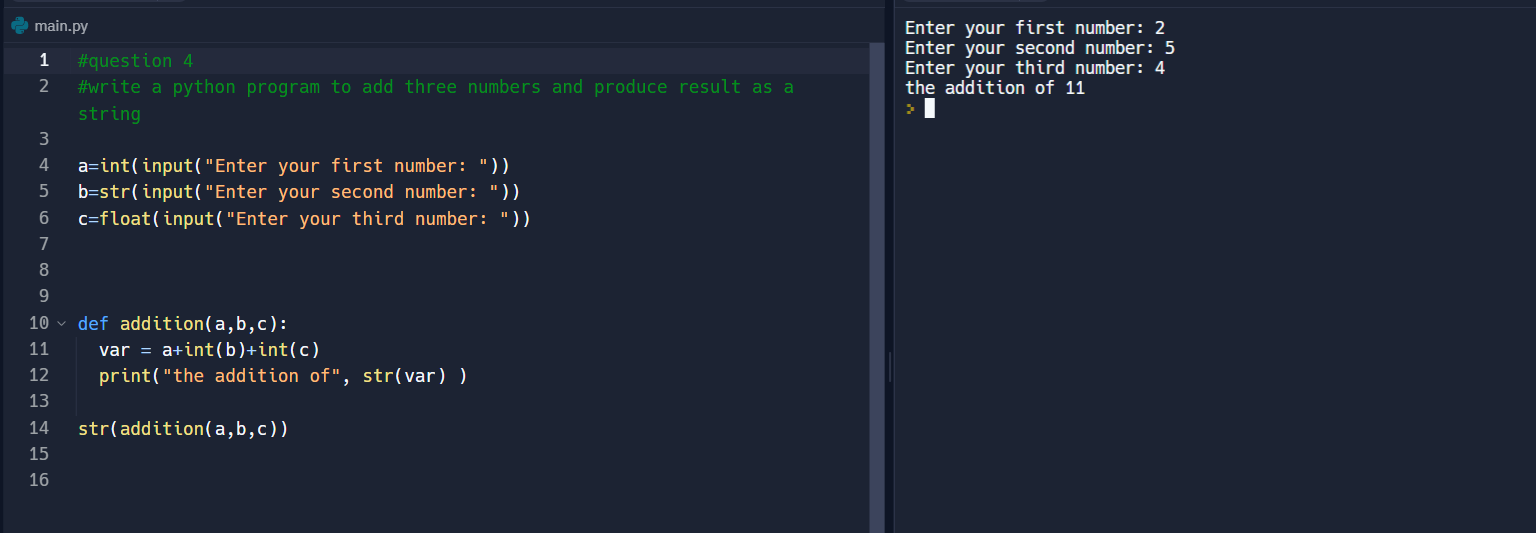 main.py
1 #question 4
2 #write a python program to add three numbers and produce result as a
string
3
4 a=int(input("Enter your first number: "))
5 b=str(input("Enter your second number: "))
6 c=float(input("Enter your third number: "))
7
8
9
10 def addition(a,b,c):
11 var = a+int(b)+int(c)
12 print("the addition of", str(var) )
13
14 str(addition(a,b,c))
15
16
Enter your first number: 2
Enter your second number: 5
Enter your third number: 4
the addition of 11
>